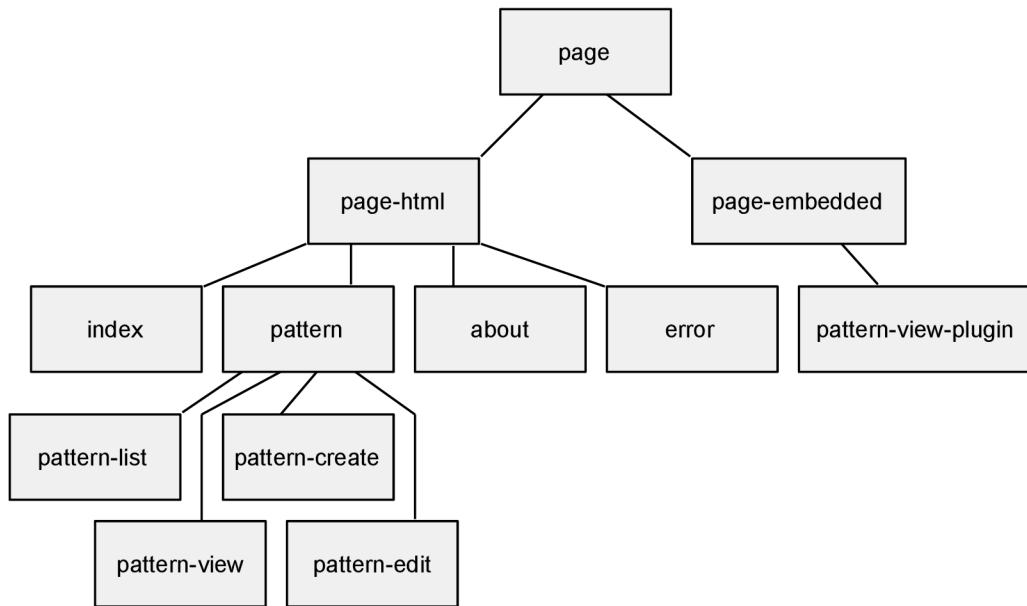 page
page-html
page-embedded
index
pattern
about
error
pattern-view-plugin
pattern-list
pattern-create
pattern-view
pattern-edit